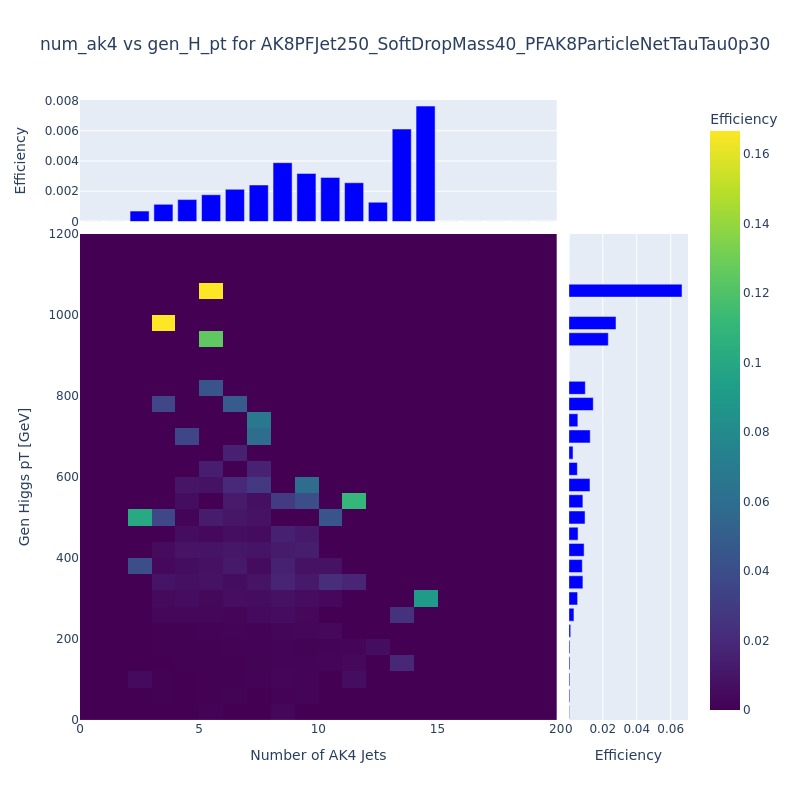 num_ak4 vs gen_H_pt for AK8PFJet250_SoftDropMass40_PFAK8ParticleNetTauTau0p30
Efficiency
0.008
0.006
0.004
0.002
0
Gen Higgs pT [GeV]
1200
1000
800
600
400
200
0
0 5 10 15 20
Number of AK4 Jets
0 0.02 0.04 0.06
Efficiency
Efficiency
0.16
0.14
0.12
0.1
0.08
0.06
0.04
0.02
0